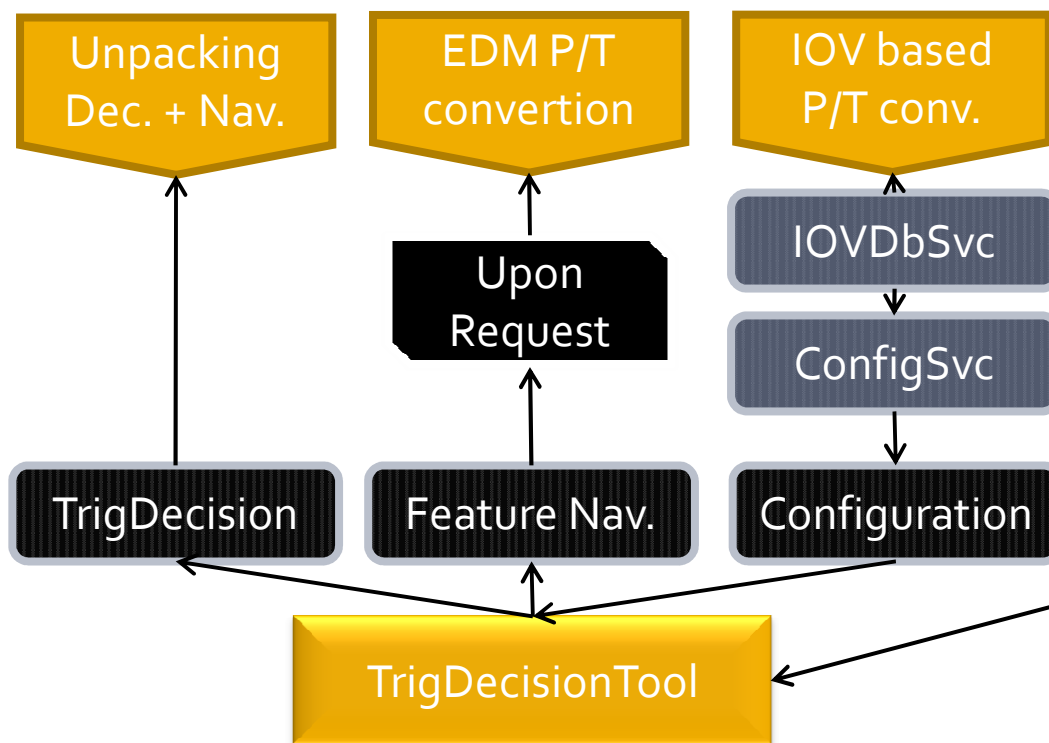 Unpacking
Dec. + Nav.
EDM P/T
convertion
IOV based
P/T conv.
IOVDbSvc
Upon
Request
ConfigSvc
TrigDecision
Feature Nav.
Configuration
TrigDecisionTool